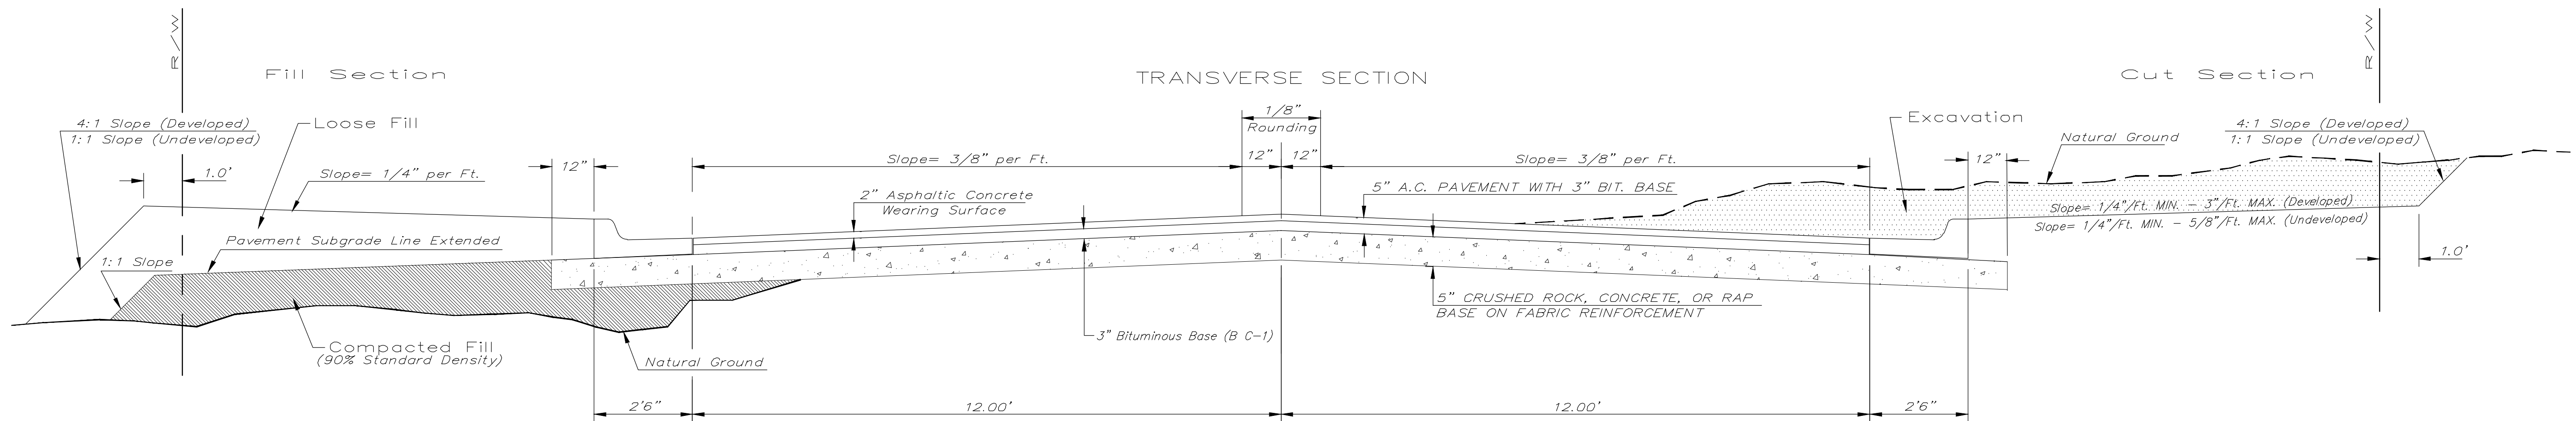 R/W
R/W
Fill Section
TRANSVERSE SECTION
Cut Section
4:1 Slope (Developed)
1:1 Slope (Undeveloped)
Loose Fill
1/8"
Rounding
Excavation
Natural Ground
4:1 Slope (Developed)
1:1 Slope (Undeveloped)
1.0'
Slope= 1/4" per Ft.
12"
Slope= 3/8" per Ft.
12"
12"
Slope= 3/8" per Ft.
12"
2" Asphaltic Concrete
Wearing Surface
5" A.C. PAVEMENT WITH 3" BIT. BASE
Slope= 1/4"/Ft. MIN. – 3"/Ft. MAX. (Developed)
Slope= 1/4"/Ft. MIN. – 5/8"/Ft. MAX. (Undeveloped)
Pavement Subgrade Line Extended
1:1 Slope
1.0'
5" CRUSHED ROCK, CONCRETE, OR RAP
BASE ON FABRIC REINFORCEMENT
3" Bituminous Base (B C-1)
Compacted Fill
(90% Standard Density)
Natural Ground
2'6"
12.00'
12.00'
2'6"